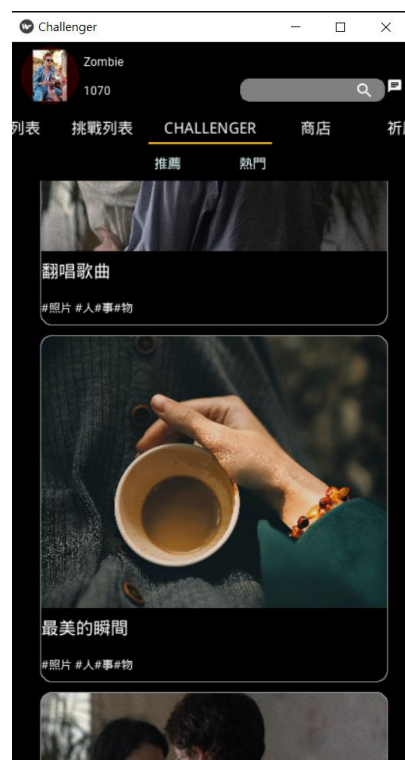 Challenger
Zombie
1070
列表 挑戰列表 CHALLENGER 商店 祈
推薦 熱門
翻唱歌曲
#照片 #人#事#物
最美的瞬間
#照片 #人#事#物